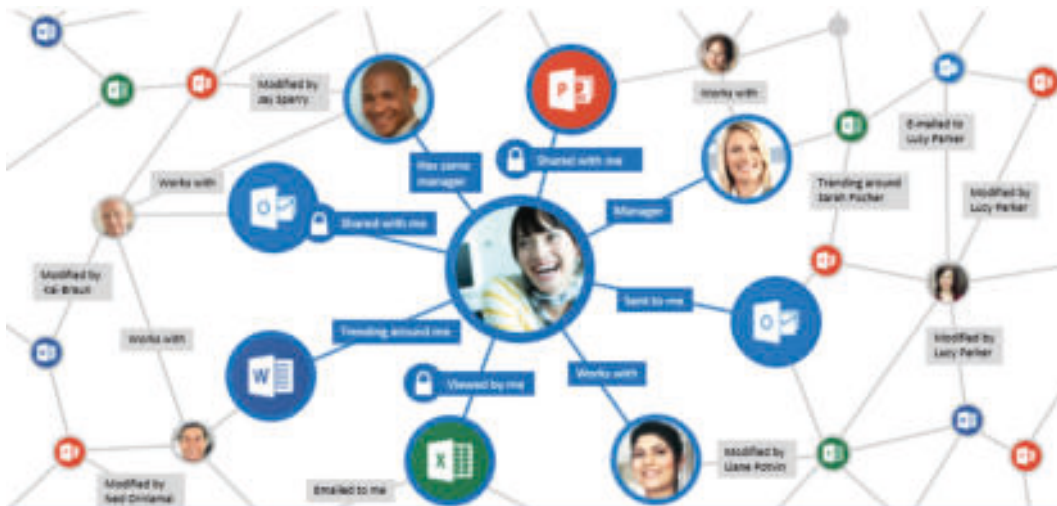 Modified by
Jay Sperry
Works with
Has same
manager
Shared with me
E-mailed to
Lucy Parker
Works with
Shared with me
Manager
Trending around
Sarah
Modified by
Lucy Parker
Modified by
Kai Braun
Sent to me
Works with
Trending around me
Viewed by me
Works with
Modified by
Lucy Parker
W
X
Modified by
Liane Potvin
Modified by
Ned
Emailed to me